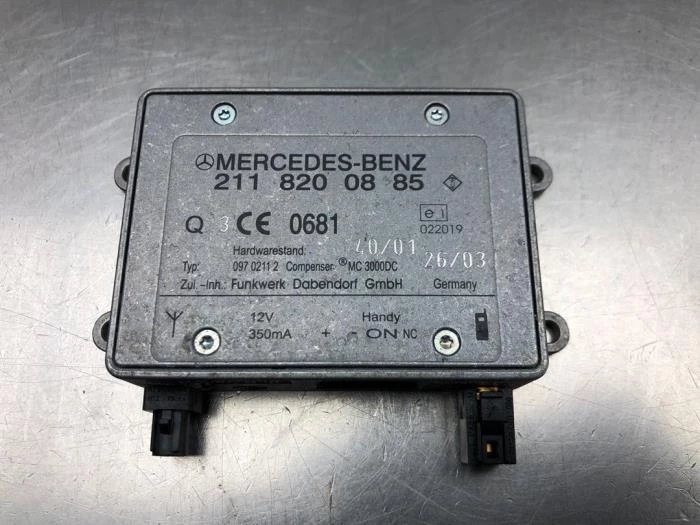 MERCEDES-BENZ
211 820 08 85
Q 3 CE 0681 e1
022019
Hardwarestand: 40/01 26/03
Typ: 097 0211 2 Compenser ® MC 3000DC
Zul.-Inh.: Funkwerk Dabendorf GmbH Germany
12V Handy
350mA + - ON NC